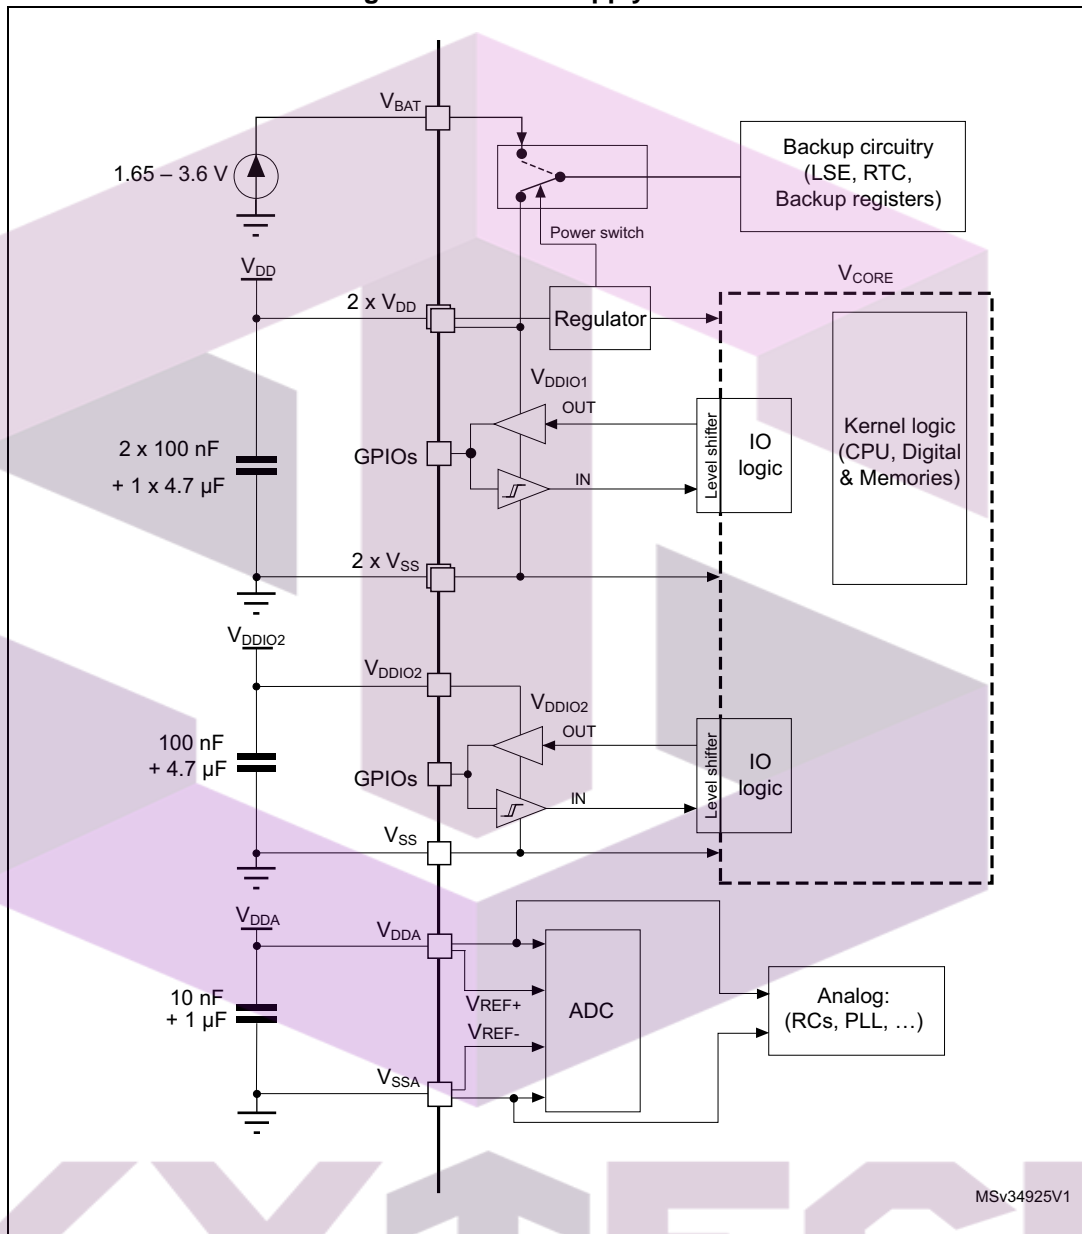 VBAT
1.65 – 3.6 V
Backup circuitry
(LSE, RTC,
Backup registers)
Power switch
VDD
VCORE
2 x VDD
Regulator
VDDIO1
OUT
GPIOs
IN
Level shifter
IO
logic
Kernel logic
(CPU, Digital
& Memories)
2 x 100 nF
+ 1 x 4.7 µF
2 x VSS
VDDIO2
VDDIO2
VDDIO2
OUT
100 nF
+ 4.7 µF
GPIOs
IN
Level shifter
IO
logic
VSS
VDDA
VDDA
10 nF
+ 1 µF
VREF+
VREF-
ADC
Analog:
(RCs, PLL, …)
VSSA
MSv34925V1